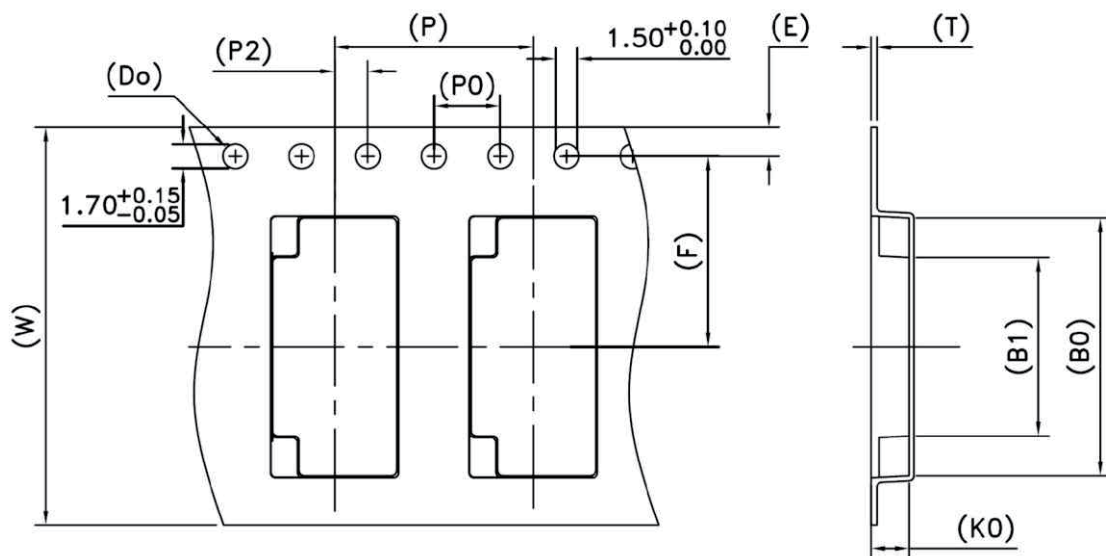 (P)
(E)
(T)
1.50+0.10 0.00
(P2)
(Do)
(P0)
1.70+0.15 -0.05
(F)
(W)
(B1)
(B0)
(K0)